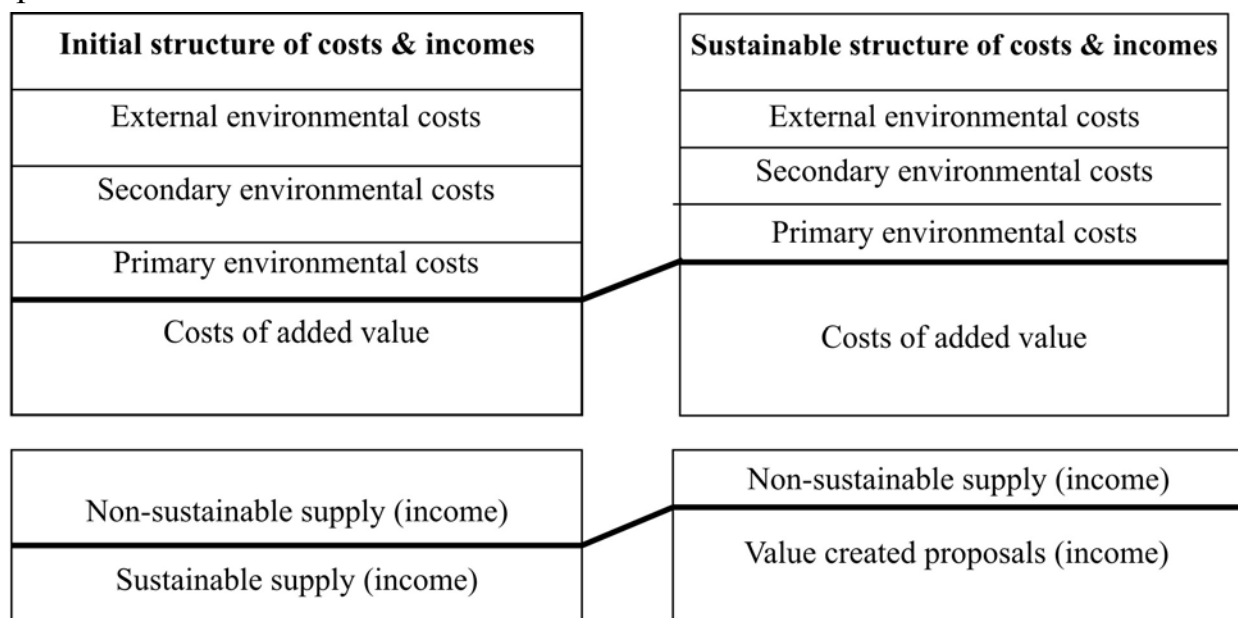 Initial structure of costs & incomes
External environmental costs
Secondary environmental costs
Primary environmental costs
Costs of added value
Sustainable structure of costs & incomes
External environmental costs
Secondary environmental costs
Primary environmental costs
Costs of added value
Non-sustainable supply (income)
Sustainable supply (income)
Non-sustainable supply (income)
Value created proposals (income)